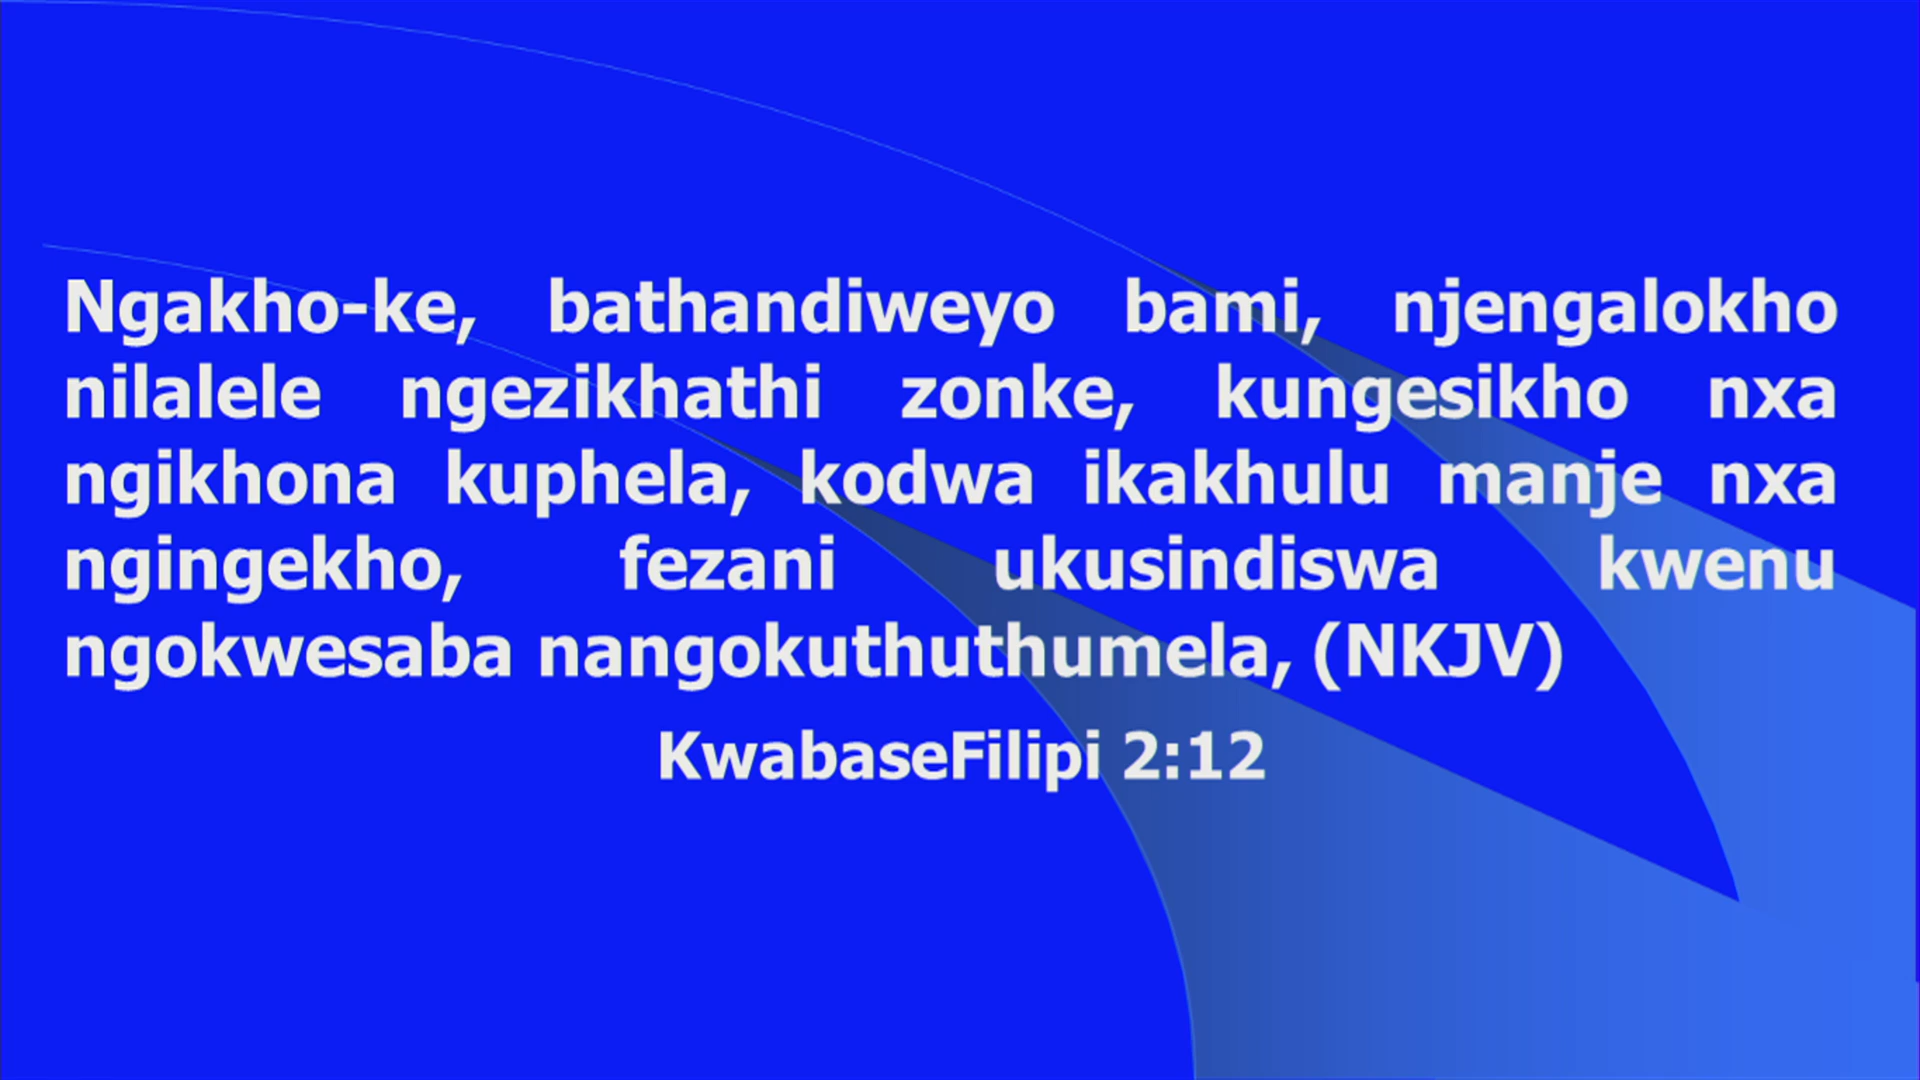 Ngakho-ke, bathandiweyo bami, njengalokho
nilalele ngezikhathi zonke, kungesikho nxa
ngikhona kuphela, kodwa ikakhulu manje nxa
ngingekho, fezani ukusindiswa kwenu
ngokwesaba nangokuthuthumela, (NKJV)
KwabaseFilipi 2:12